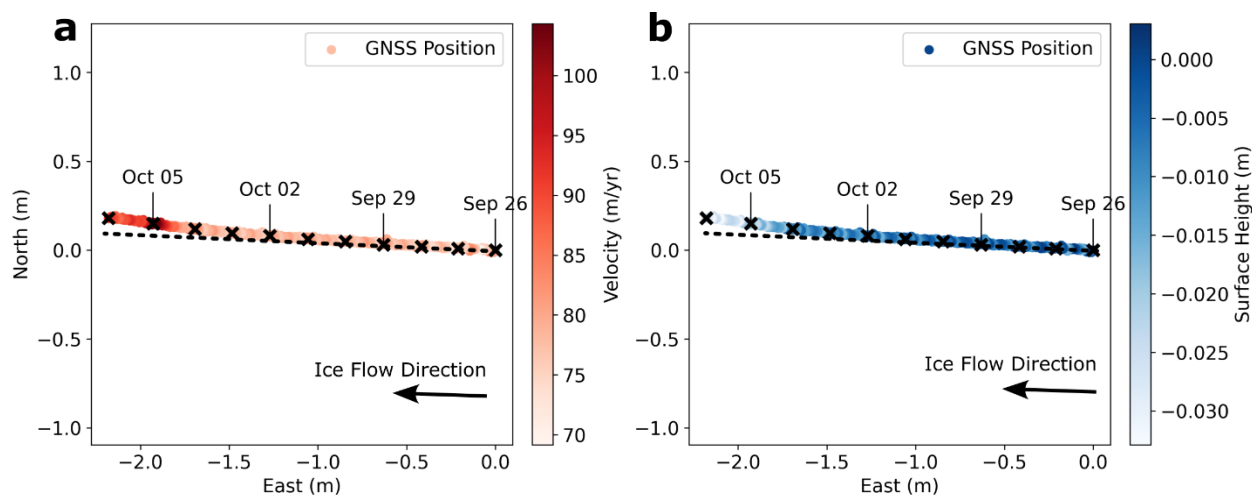 a
GNSS Position
1.0
0.5
0.0
−0.5
−1.0
North (m)
Oct 05
Oct 02
Sep 29
Sep 26
Ice Flow Direction
−2.0 −1.5 −1.0 −0.5 0.0
East (m)
100
95
90
85
80
75
70
Velocity (m/yr)
b
GNSS Position
1.0
0.5
0.0
−0.5
−1.0
Oct 05
Oct 02
Sep 29
Sep 26
Ice Flow Direction
−2.0 −1.5 −1.0 −0.5 0.0
East (m)
0.000
−0.005
−0.010
−0.015
−0.020
−0.025
−0.030
Surface Height (m)